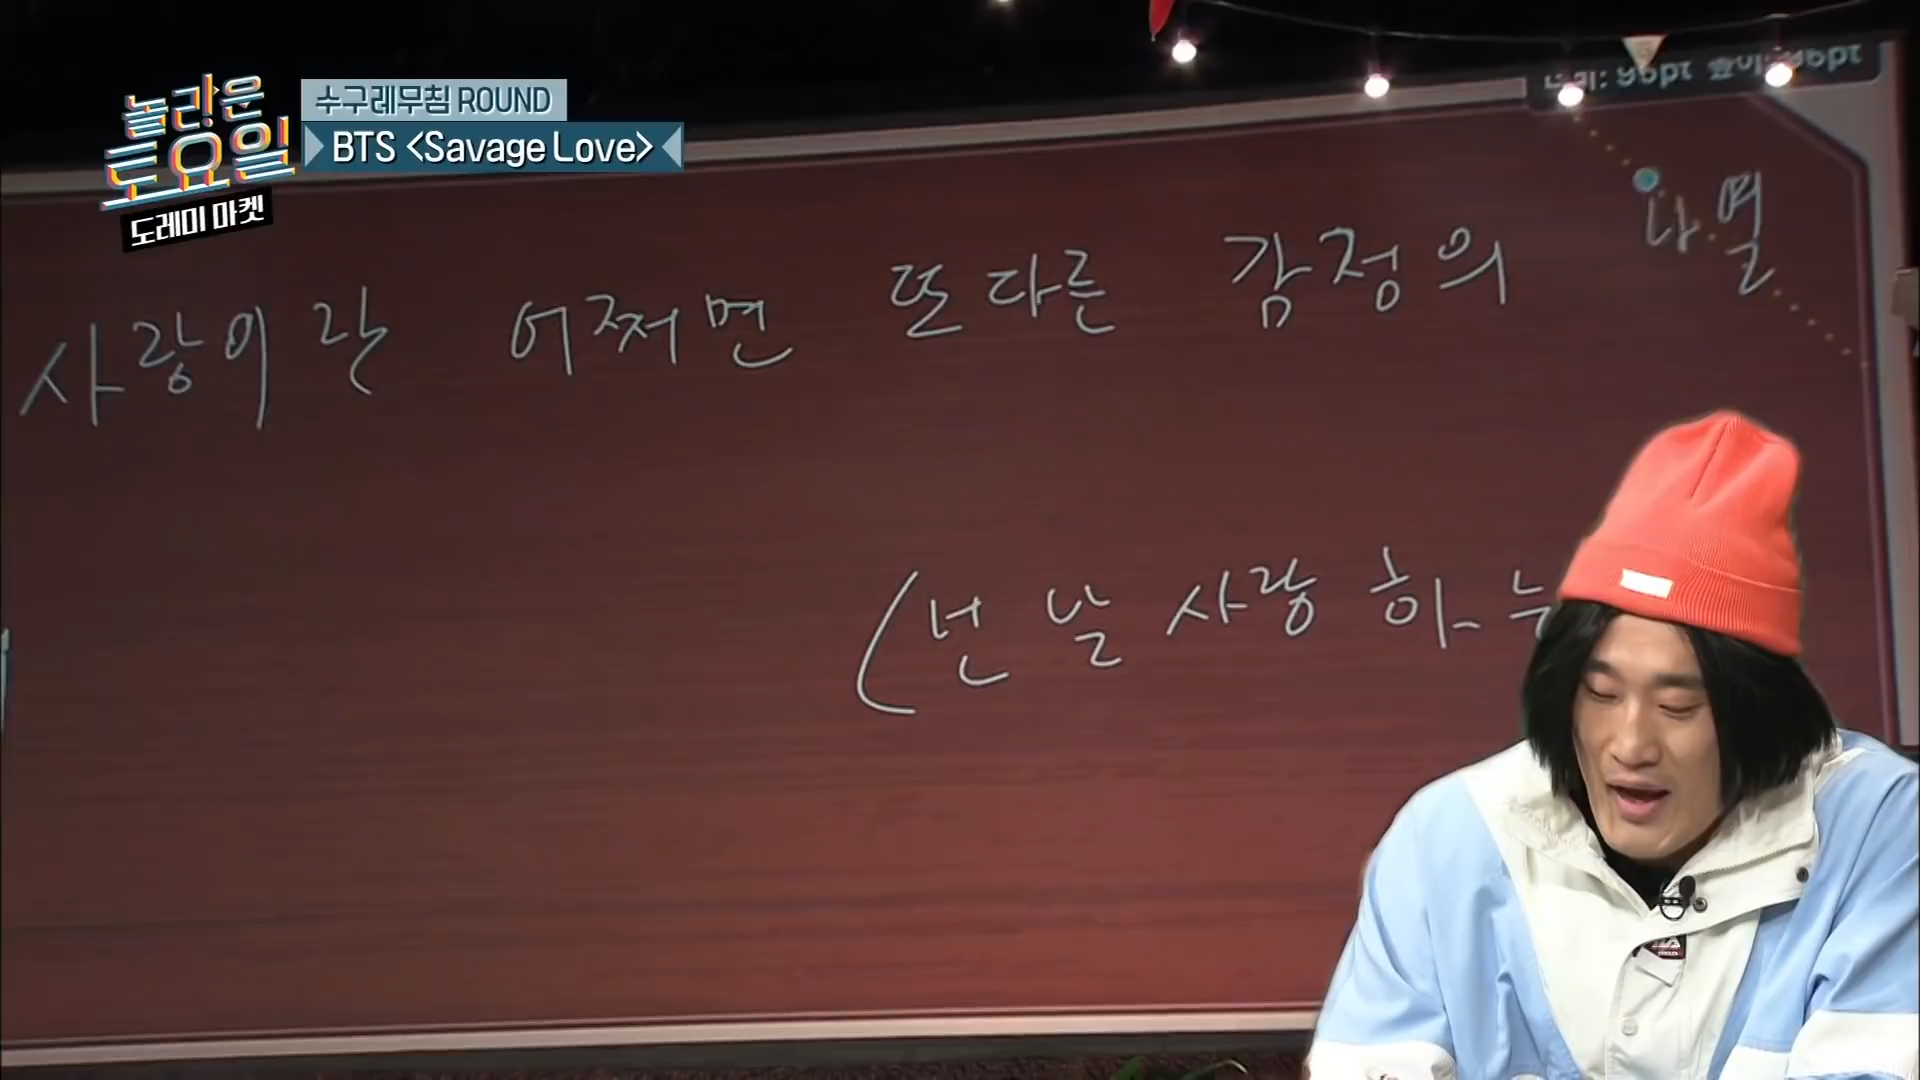 놀라운
토요일
도레미 마켓
수구레무침 ROUND
BTS <Savage Love>
사랑이란 어쩌면 또다른 감정의 나열
(넌 날 사랑하